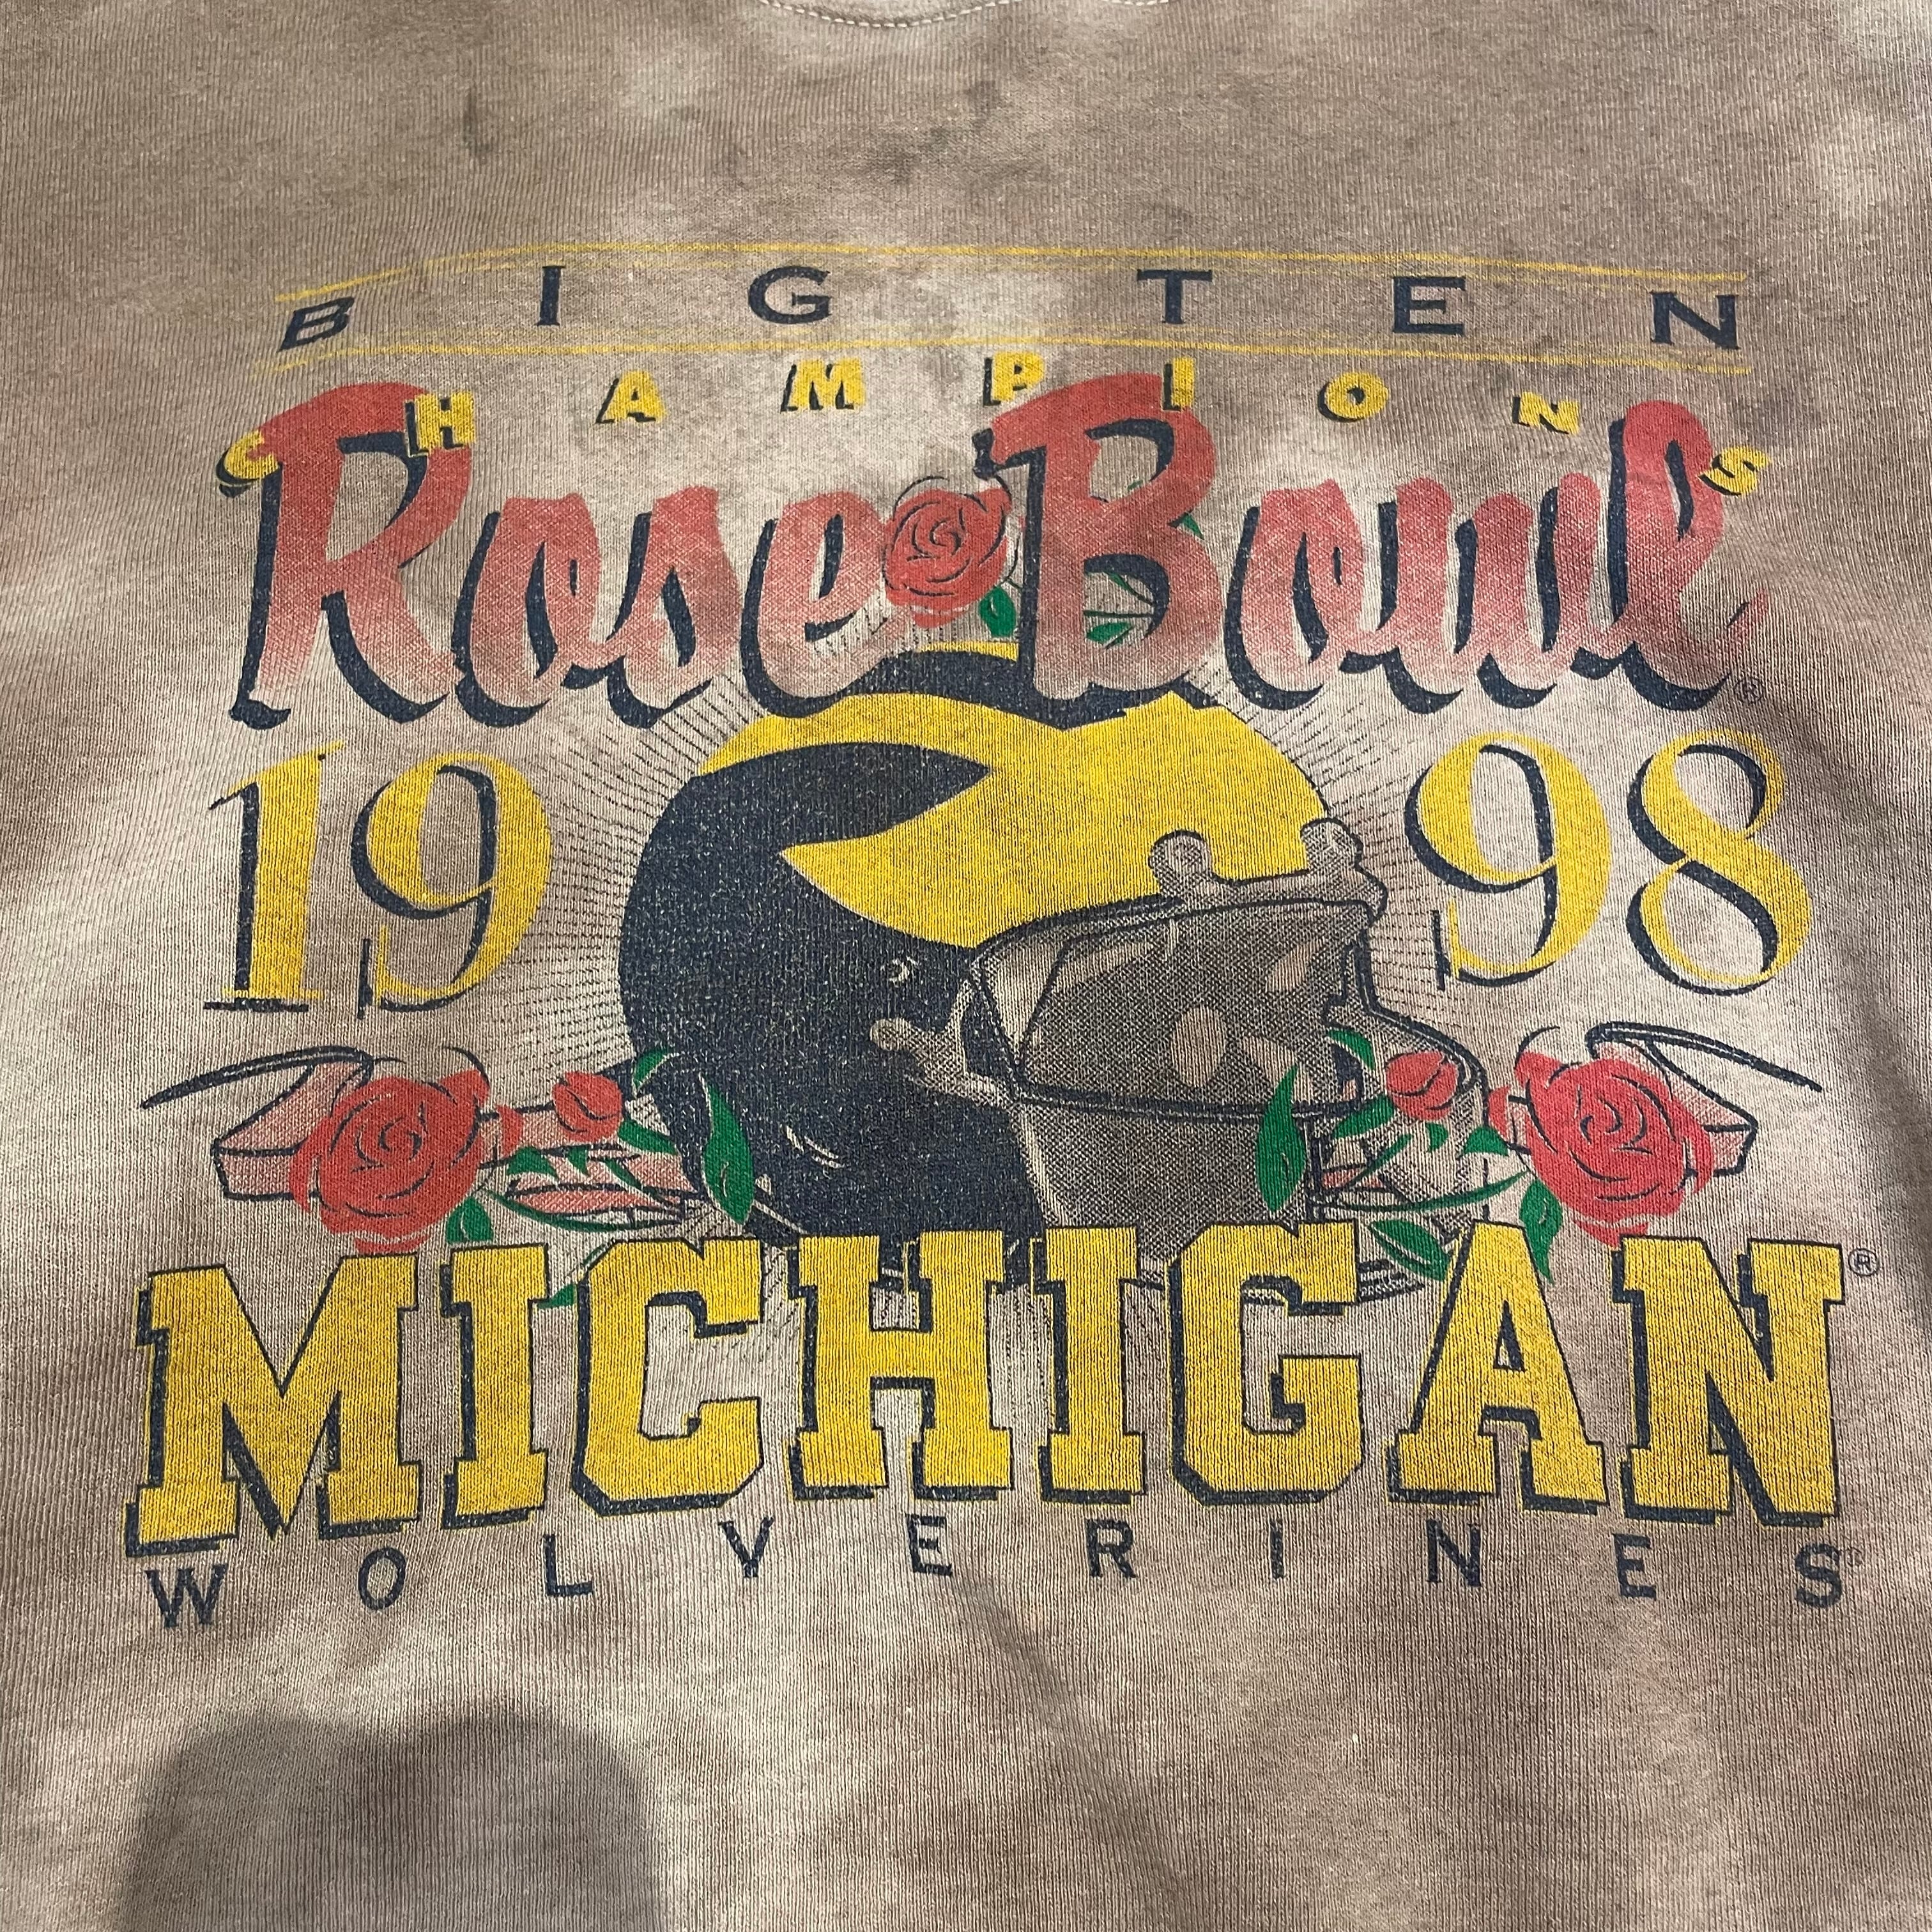 BIG TEN
CHAMPIONS
Rose Bowl®
1998
MICHIGAN®
WOLVERINES®